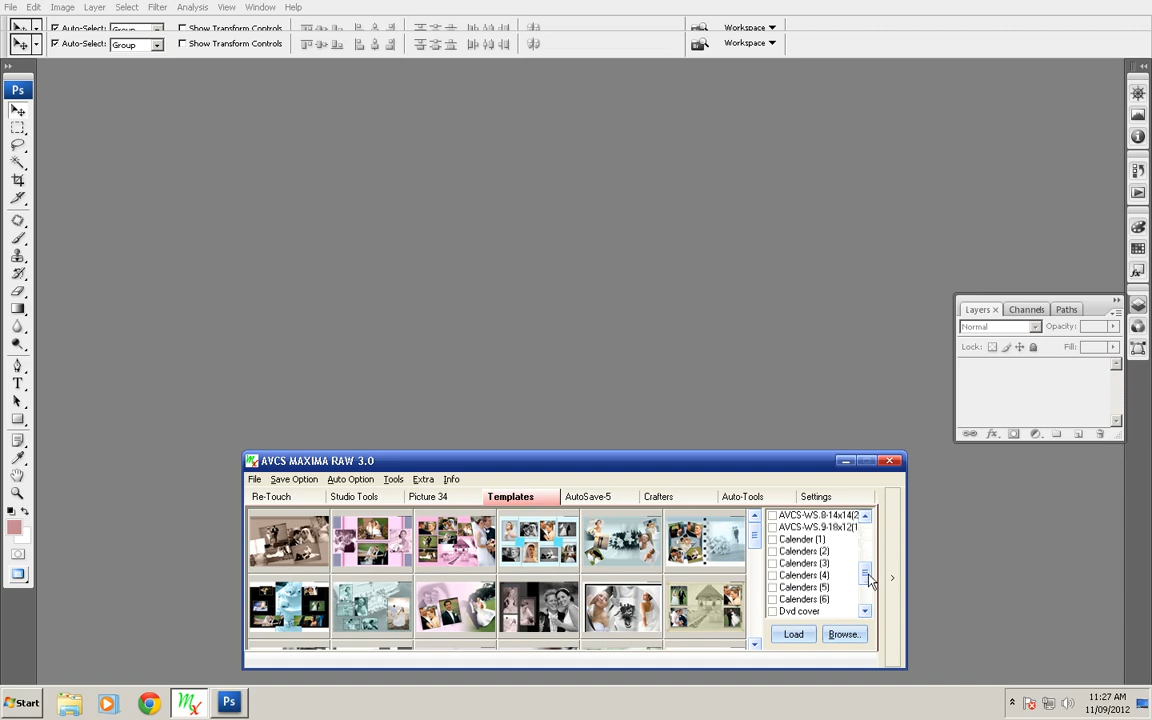 File Edit Image Layer Select Filter Analysis View Window Help
Auto-Select: Group Show Transform Controls Workspace
Auto-Select: Group Show Transform Controls Workspace
Ps
Layers × Channels Paths
Normal Opacity:
Lock: Fill:
AVCS MAXIMA RAW 3.0
File Save Option Auto Option Tools Extra Info
Re-Touch Studio Tools Picture 34 Templates AutoSave-5 Crafters Auto-Tools Settings
AVCS-WS.8-14x14(2
AVCS-WS.9-18x12(1
Calender (1)
Calenders (2)
Calenders (3)
Calenders (4)
Calenders (5)
Calenders (6)
Dvd cover
Load Browse..
Start Ps 11:27 AM
11/09/2012